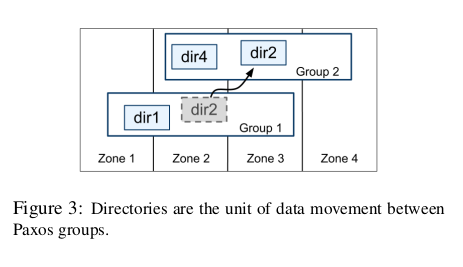 dir4
dir2
Group 2
dir1
dir2
Group 1
Zone 1
Zone 2
Zone 3
Zone 4
Figure 3: Directories are the unit of data movement between
Paxos groups.